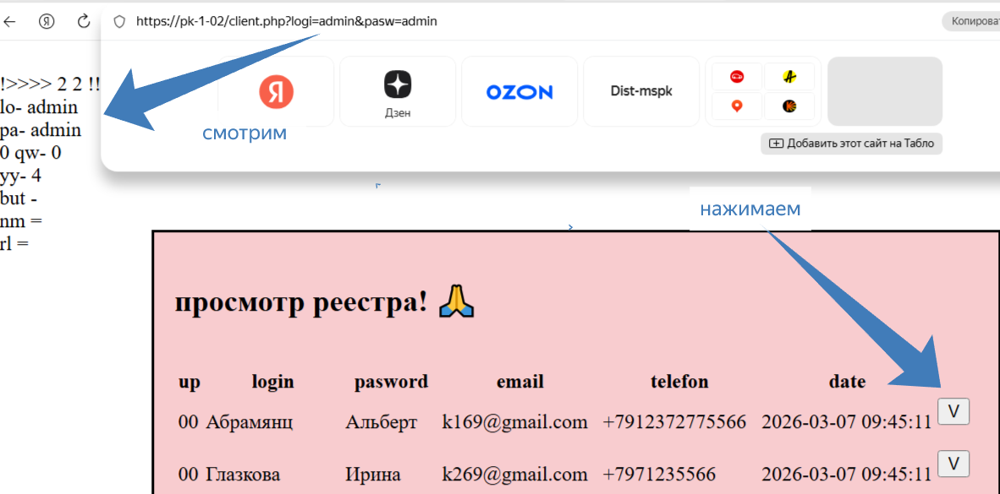 https://pk-1-02/client.php?logi=admin&pasw=admin
!>>>> 2 2 !!
lo- admin
pa- admin
0 qw- 0
yy- 4
but -
nm =
rl =
смотрим
Я
Дзен
OZON
Dist-mspk
Добавить этот сайт на Табло
нажимаем
просмотр реестра! 🙏
up login pasword email telefon date
00 Абрамянц Альберт k169@gmail.com +7912372775566 2026-03-07 09:45:11 V
00 Глазкова Ирина k269@gmail.com +7971235566 2026-03-07 09:45:11 V